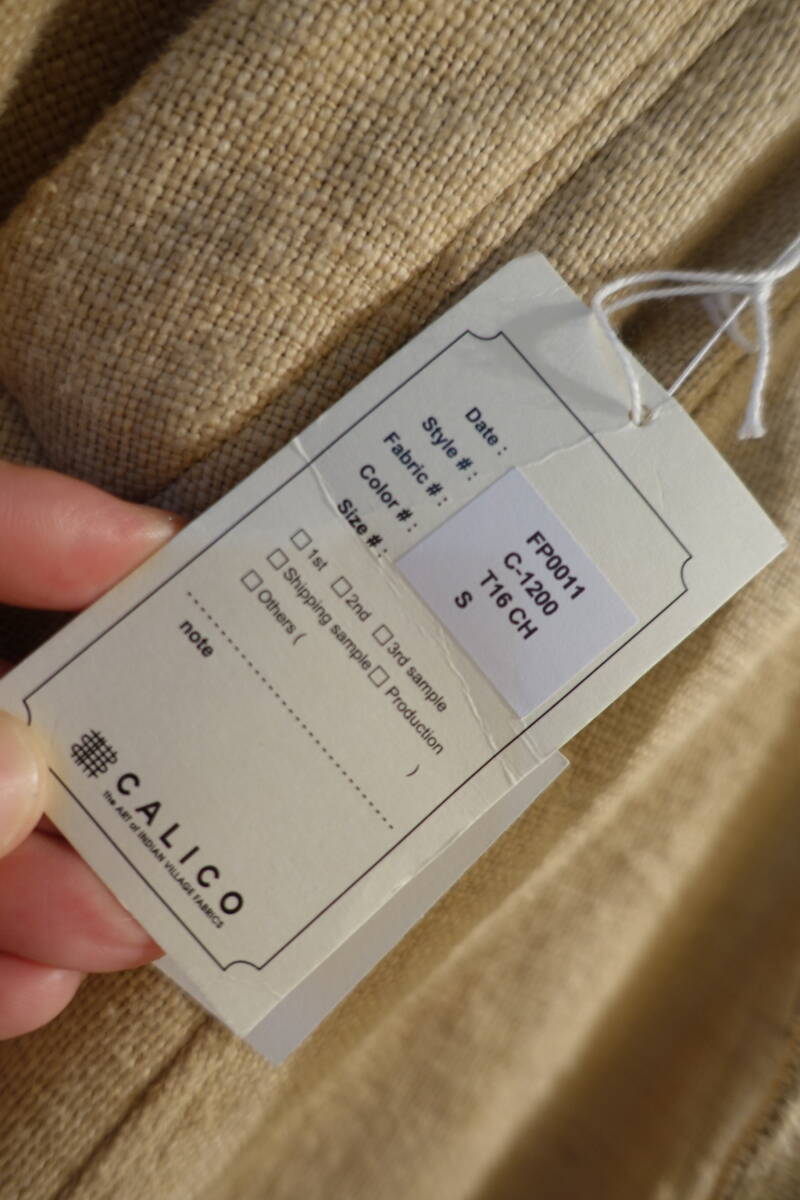 Date :
Style # :
Fabric # :
Color # :
Size # :
FP0011
C-1200
T16 CH
S
☐ 1st ☐ 2nd ☐ 3rd sample
☐ Shipping sample ☐ Production
☐ Others ( )
note
CALICO
the ART of INDIAN VILLAGE FABRICS